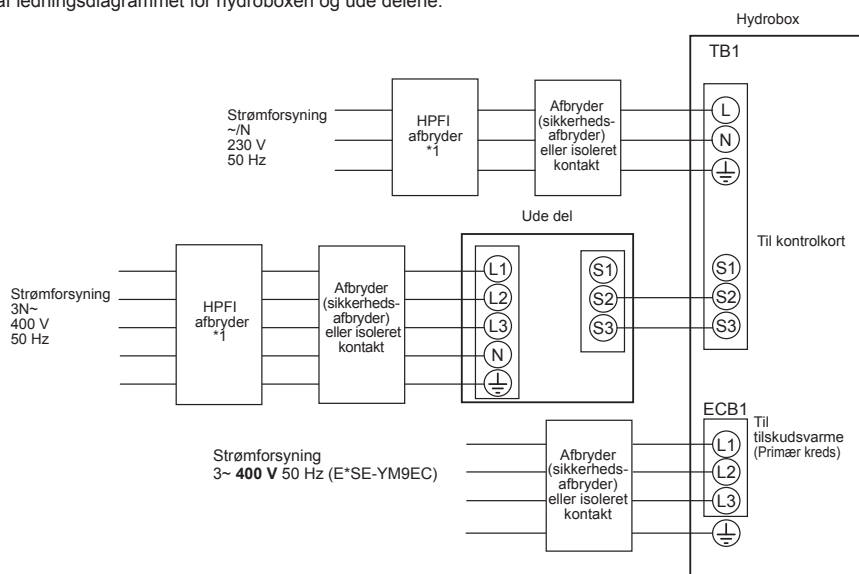 af ledningsdiagrammet for hydroboxen og ude delene.
Hydrobox
TB1
Strømforsyning
~/N
230 V
50 Hz
HPFI
afbryder
*1
Afbryder
(sikkerheds-
afbryder)
eller isoleret
kontakt
L
N
Ude del
Til kontrolkort
Strømforsyning
3N~
400 V
50 Hz
HPFI
afbryder
*1
Afbryder
(sikkerheds-
afbryder)
eller isoleret
kontakt
L1
L2
L3
N
S1
S2
S3
S1
S2
S3
ECB1
Til
tilskudsvarme
(Primær kreds)
Strømforsyning
3~ 400 V 50 Hz (E*SE-YM9EC)
Afbryder
(sikkerheds-
afbryder)
eller isoleret
kontakt
L1
L2
L3